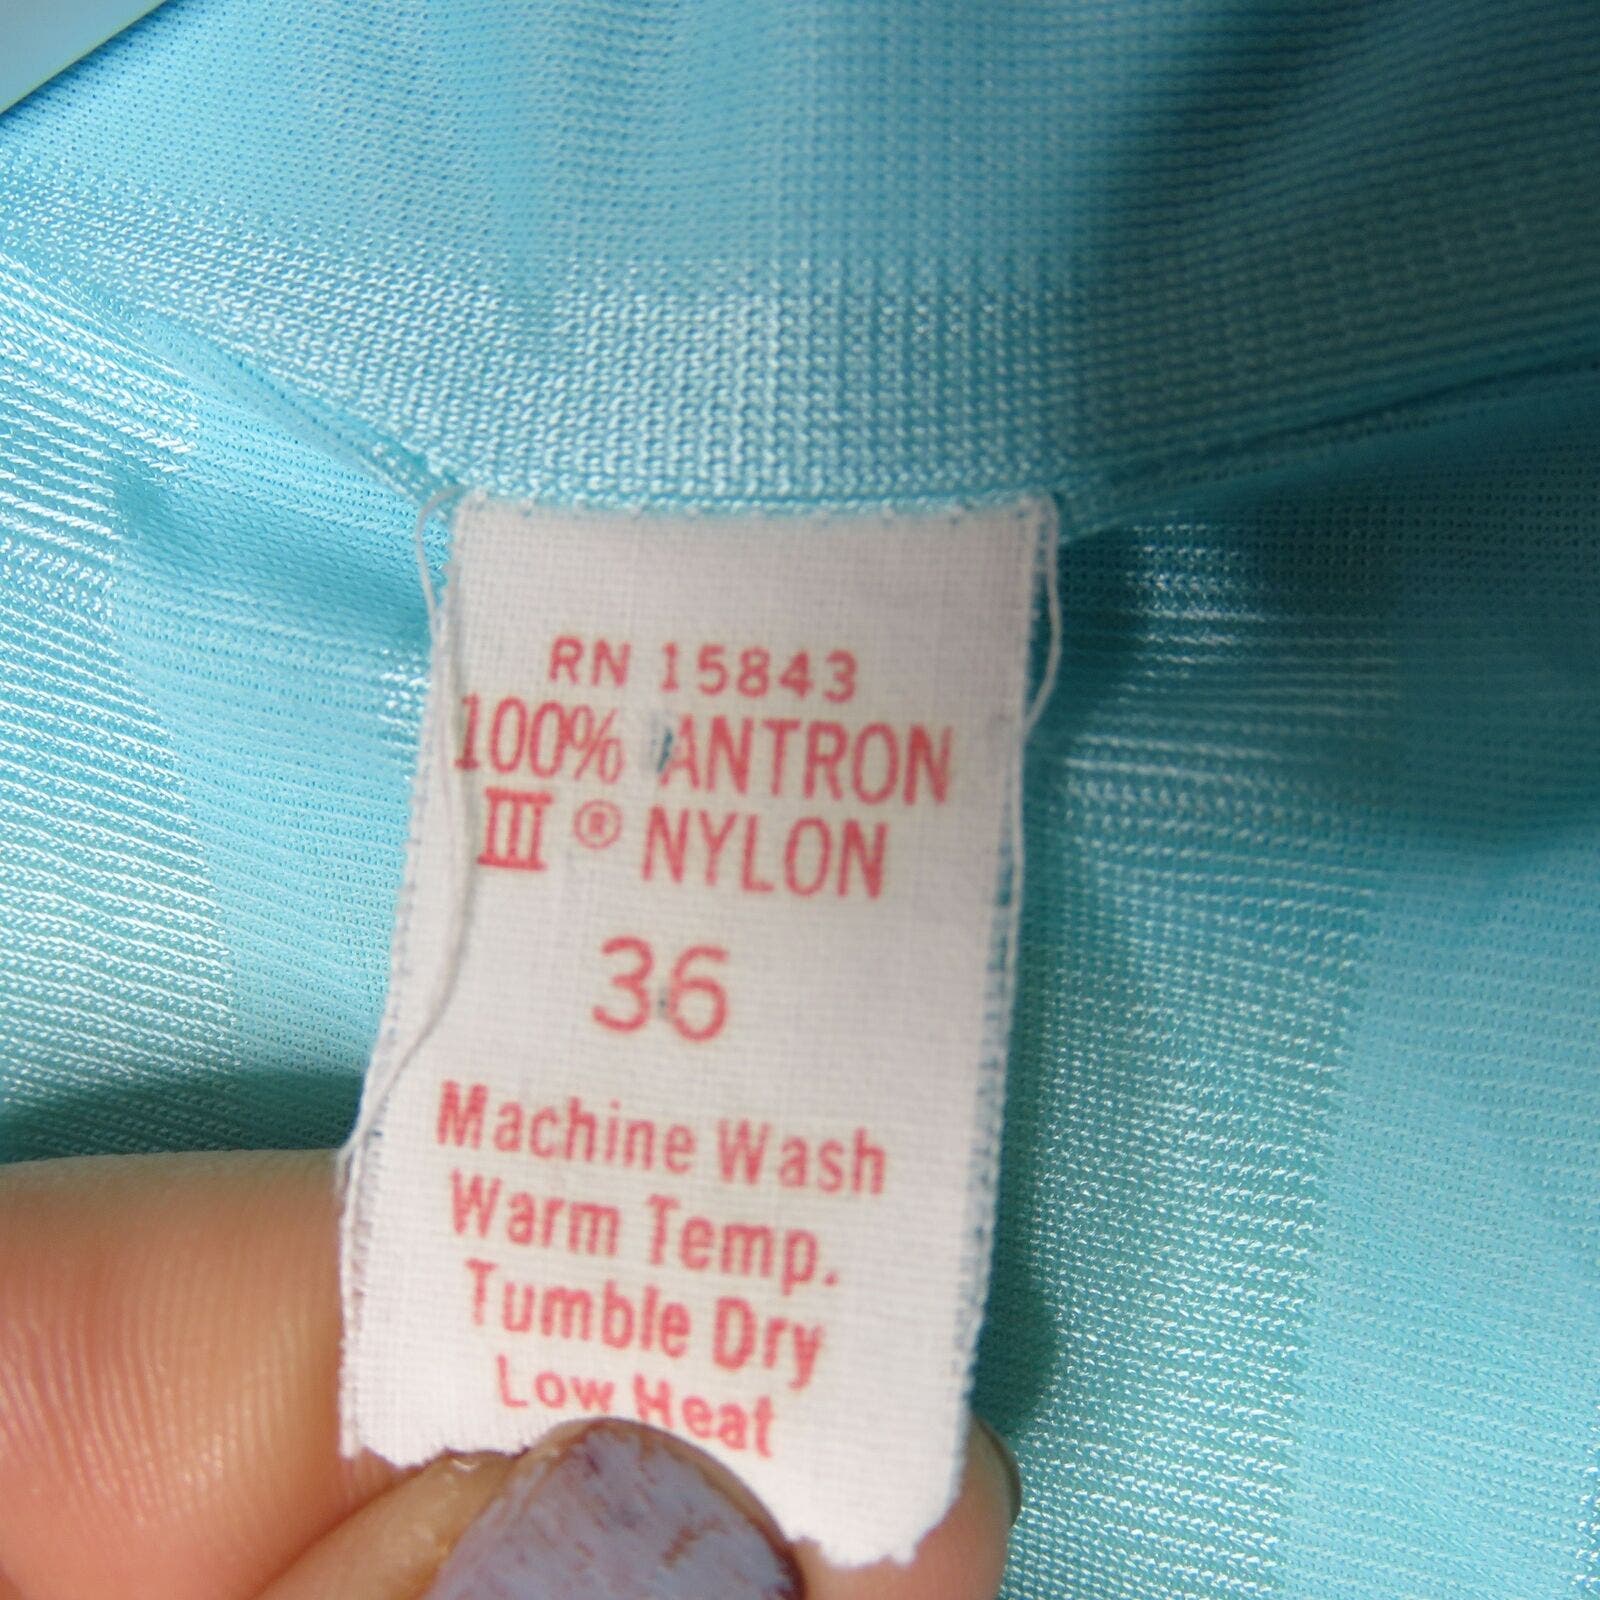 RN 15843
100% ANTRON
III ® NYLON
36
Machine Wash
Warm Temp.
Tumble Dry
Low Heat